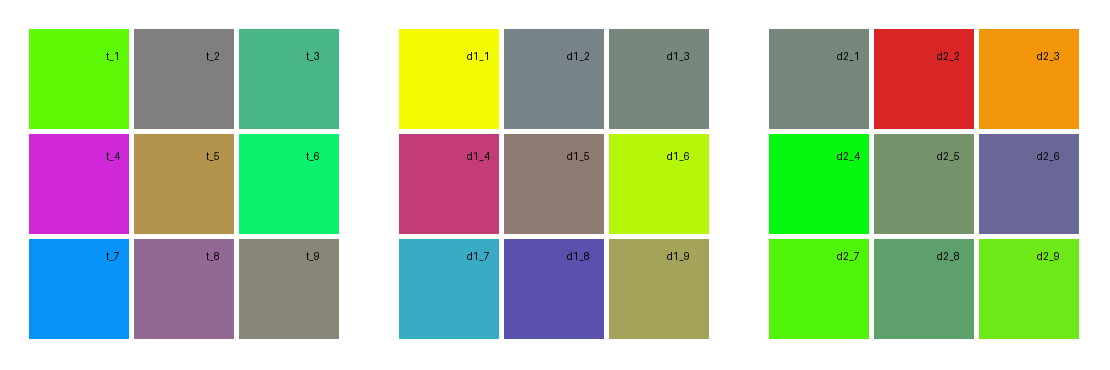 t_1 t_2 t_3 d1_1 d1_2 d1_3 d2_1 d2_2 d2_3
t_4 t_5 t_6 d1_4 d1_5 d1_6 d2_4 d2_5 d2_6
t_7 t_8 t_9 d1_7 d1_8 d1_9 d2_7 d2_8 d2_9